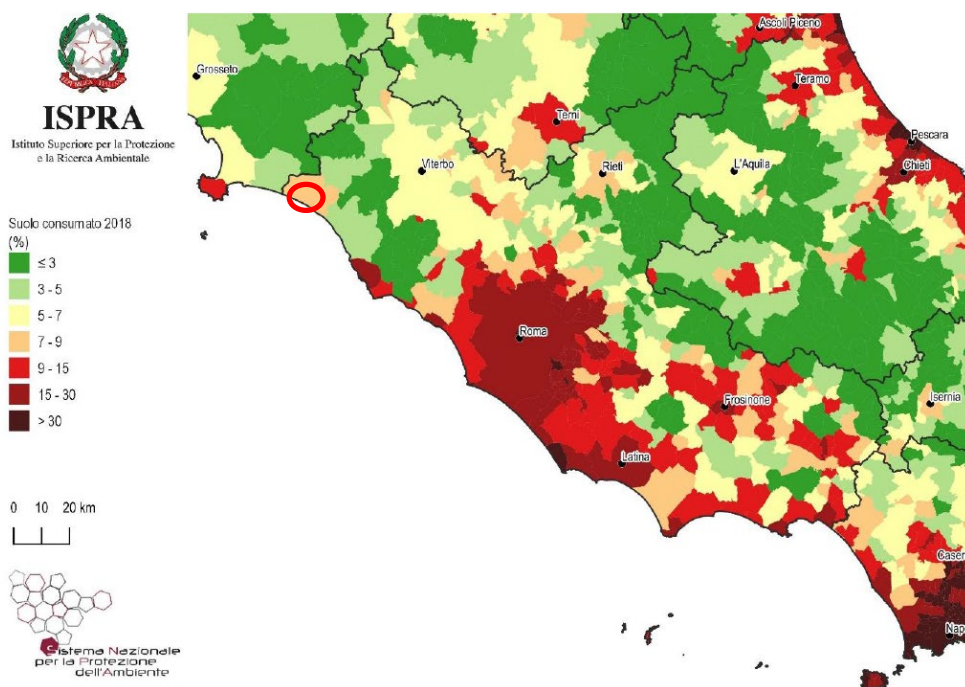 ISPRA
Istituto Superiore per la Protezione
e la Ricerca Ambientale
Suolo consumato 2018
(%)
≤ 3
3 - 5
5 - 7
7 - 9
9 - 15
15 - 30
> 30
0 10 20 km
Sistema Nazionale
per la Protezione
dell'Ambiente
Ascoli Piceno
Grosseto
Teramo
Terni
Pescara
Viterbo
Rieti
L'Aquila
Chieti
Roma
Isernia
Frosinone
Latina
Caser
Nap